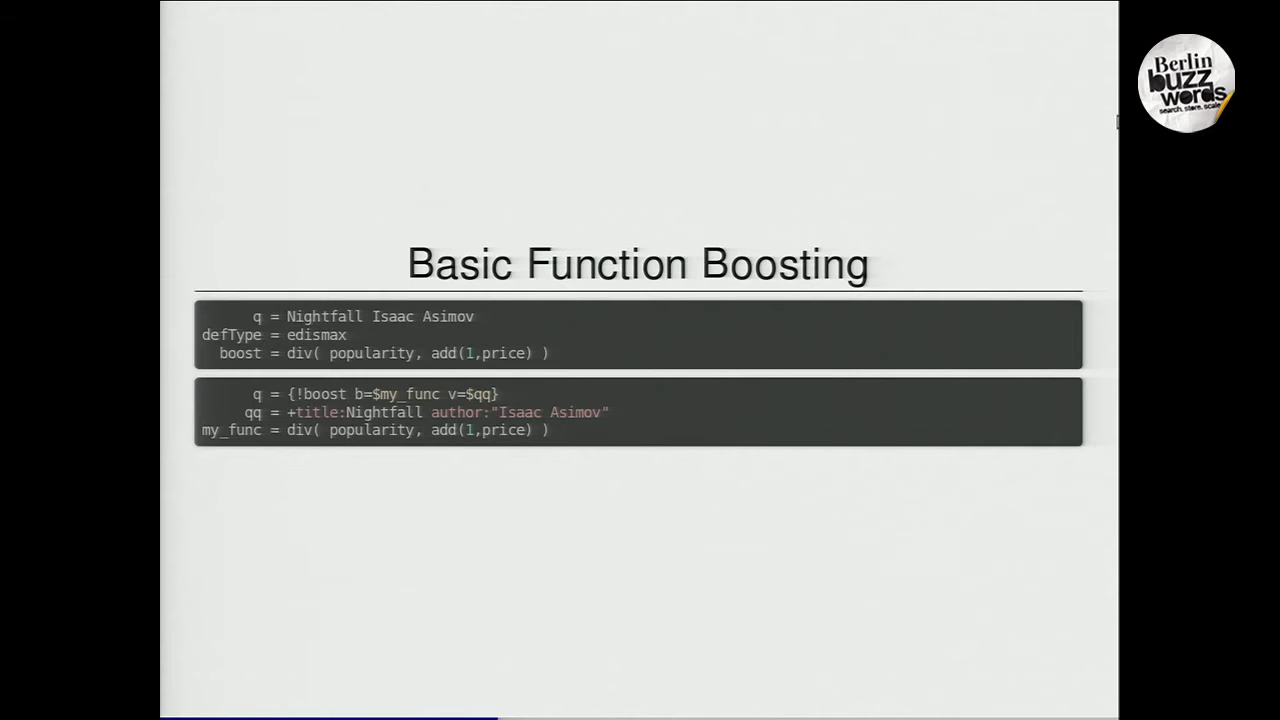 Berlin
buzz
words
search. store. scale
Basic Function Boosting
q = Nightfall Isaac Asimov
defType = edismax
boost = div( popularity, add(1,price) )
q = {!boost b=$my_func v=$qq}
qq = +title:Nightfall author:"Isaac Asimov"
my_func = div( popularity, add(1,price) )